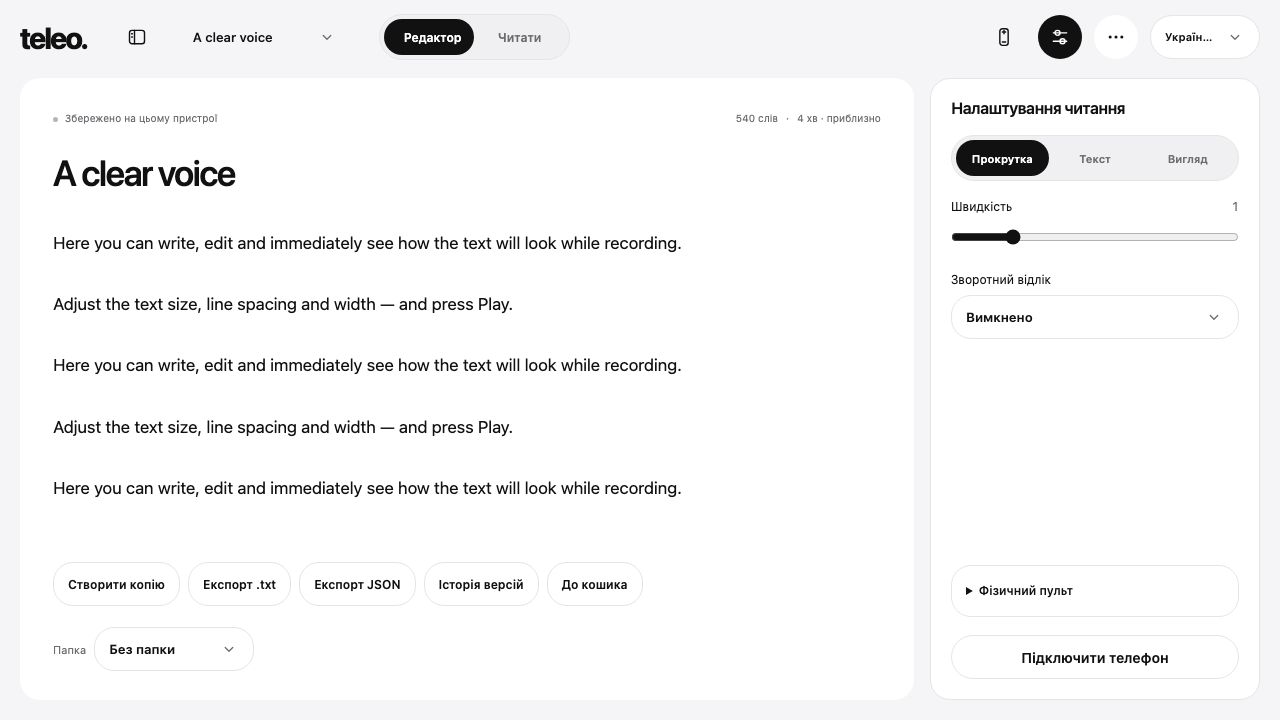 teleo.
A clear voice
Редактор
Читати
Україн...
Збережено на цьому пристрої
540 слів · 4 хв · приблизно
A clear voice
Here you can write, edit and immediately see how the text will look while recording.
Adjust the text size, line spacing and width — and press Play.
Here you can write, edit and immediately see how the text will look while recording.
Adjust the text size, line spacing and width — and press Play.
Here you can write, edit and immediately see how the text will look while recording.
Створити копію
Експорт .txt
Експорт JSON
Історія версій
До кошика
Папка
Без папки
Налаштування читання
Прокрутка
Текст
Вигляд
Швидкість 1
Зворотний відлік
Вимкнено
Фізичний пульт
Підключити телефон